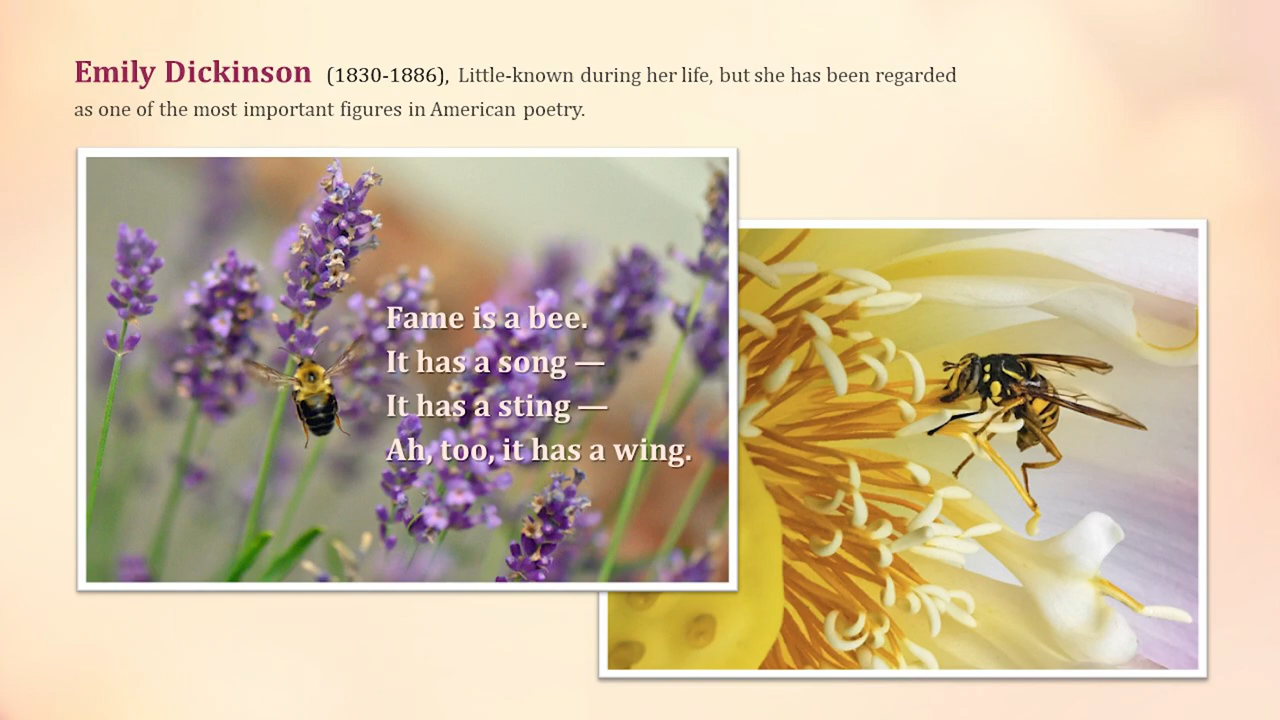 Emily Dickinson (1830-1886), Little-known during her life, but she has been regarded
as one of the most important figures in American poetry.
Fame is a bee.
It has a song —
It has a sting —
Ah, too, it has a wing.